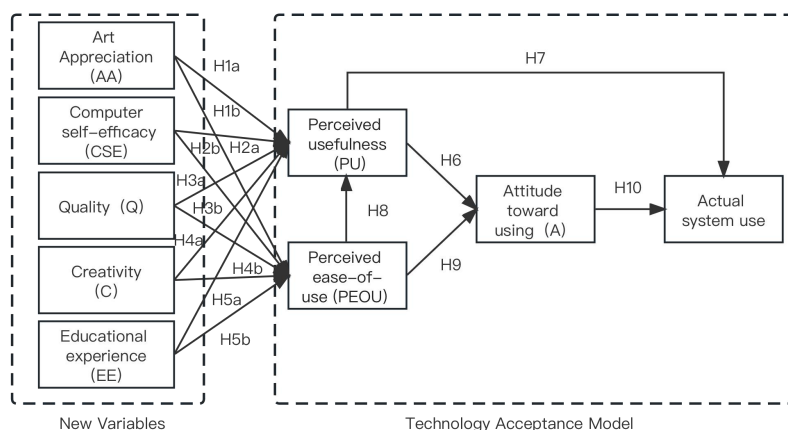 Art
Appreciation
(AA)
Computer
self-efficacy
(CSE)
Quality (Q)
Creativity
(C)
Educational
experience
(EE)
New Variables
H1a
H1b
H2b
H2a
H3a
H3b
H4a
H4b
H5a
H5b
Perceived
usefulness
(PU)
Perceived
ease-of-
use (PEOU)
H7
H6
H8
H9
Attitude
toward
using (A)
H10
Actual
system use
Technology Acceptance Model